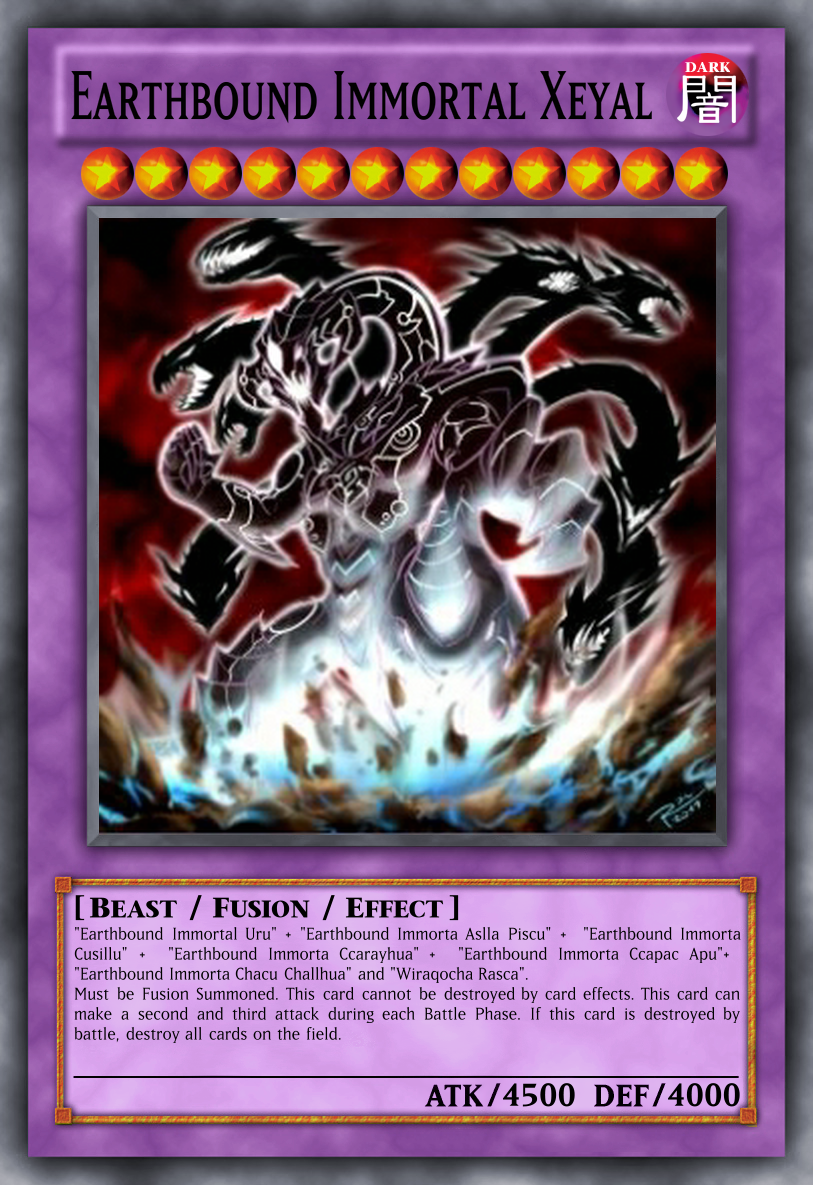 Earthbound Immortal Xeyal
DARK
闇
[ Beast / Fusion / Effect ]
"Earthbound Immortal Uru" + "Earthbound Immorta Aslla Piscu" + "Earthbound Immorta
Cusillu" + "Earthbound Immorta Ccarayhua" + "Earthbound Immorta Ccapac Apu"+
"Earthbound Immorta Chacu Challhua" and "Wiraqocha Rasca".
Must be Fusion Summoned. This card cannot be destroyed by card effects. This card can
make a second and third attack during each Battle Phase. If this card is destroyed by
battle, destroy all cards on the field.
ATK/4500 DEF/4000